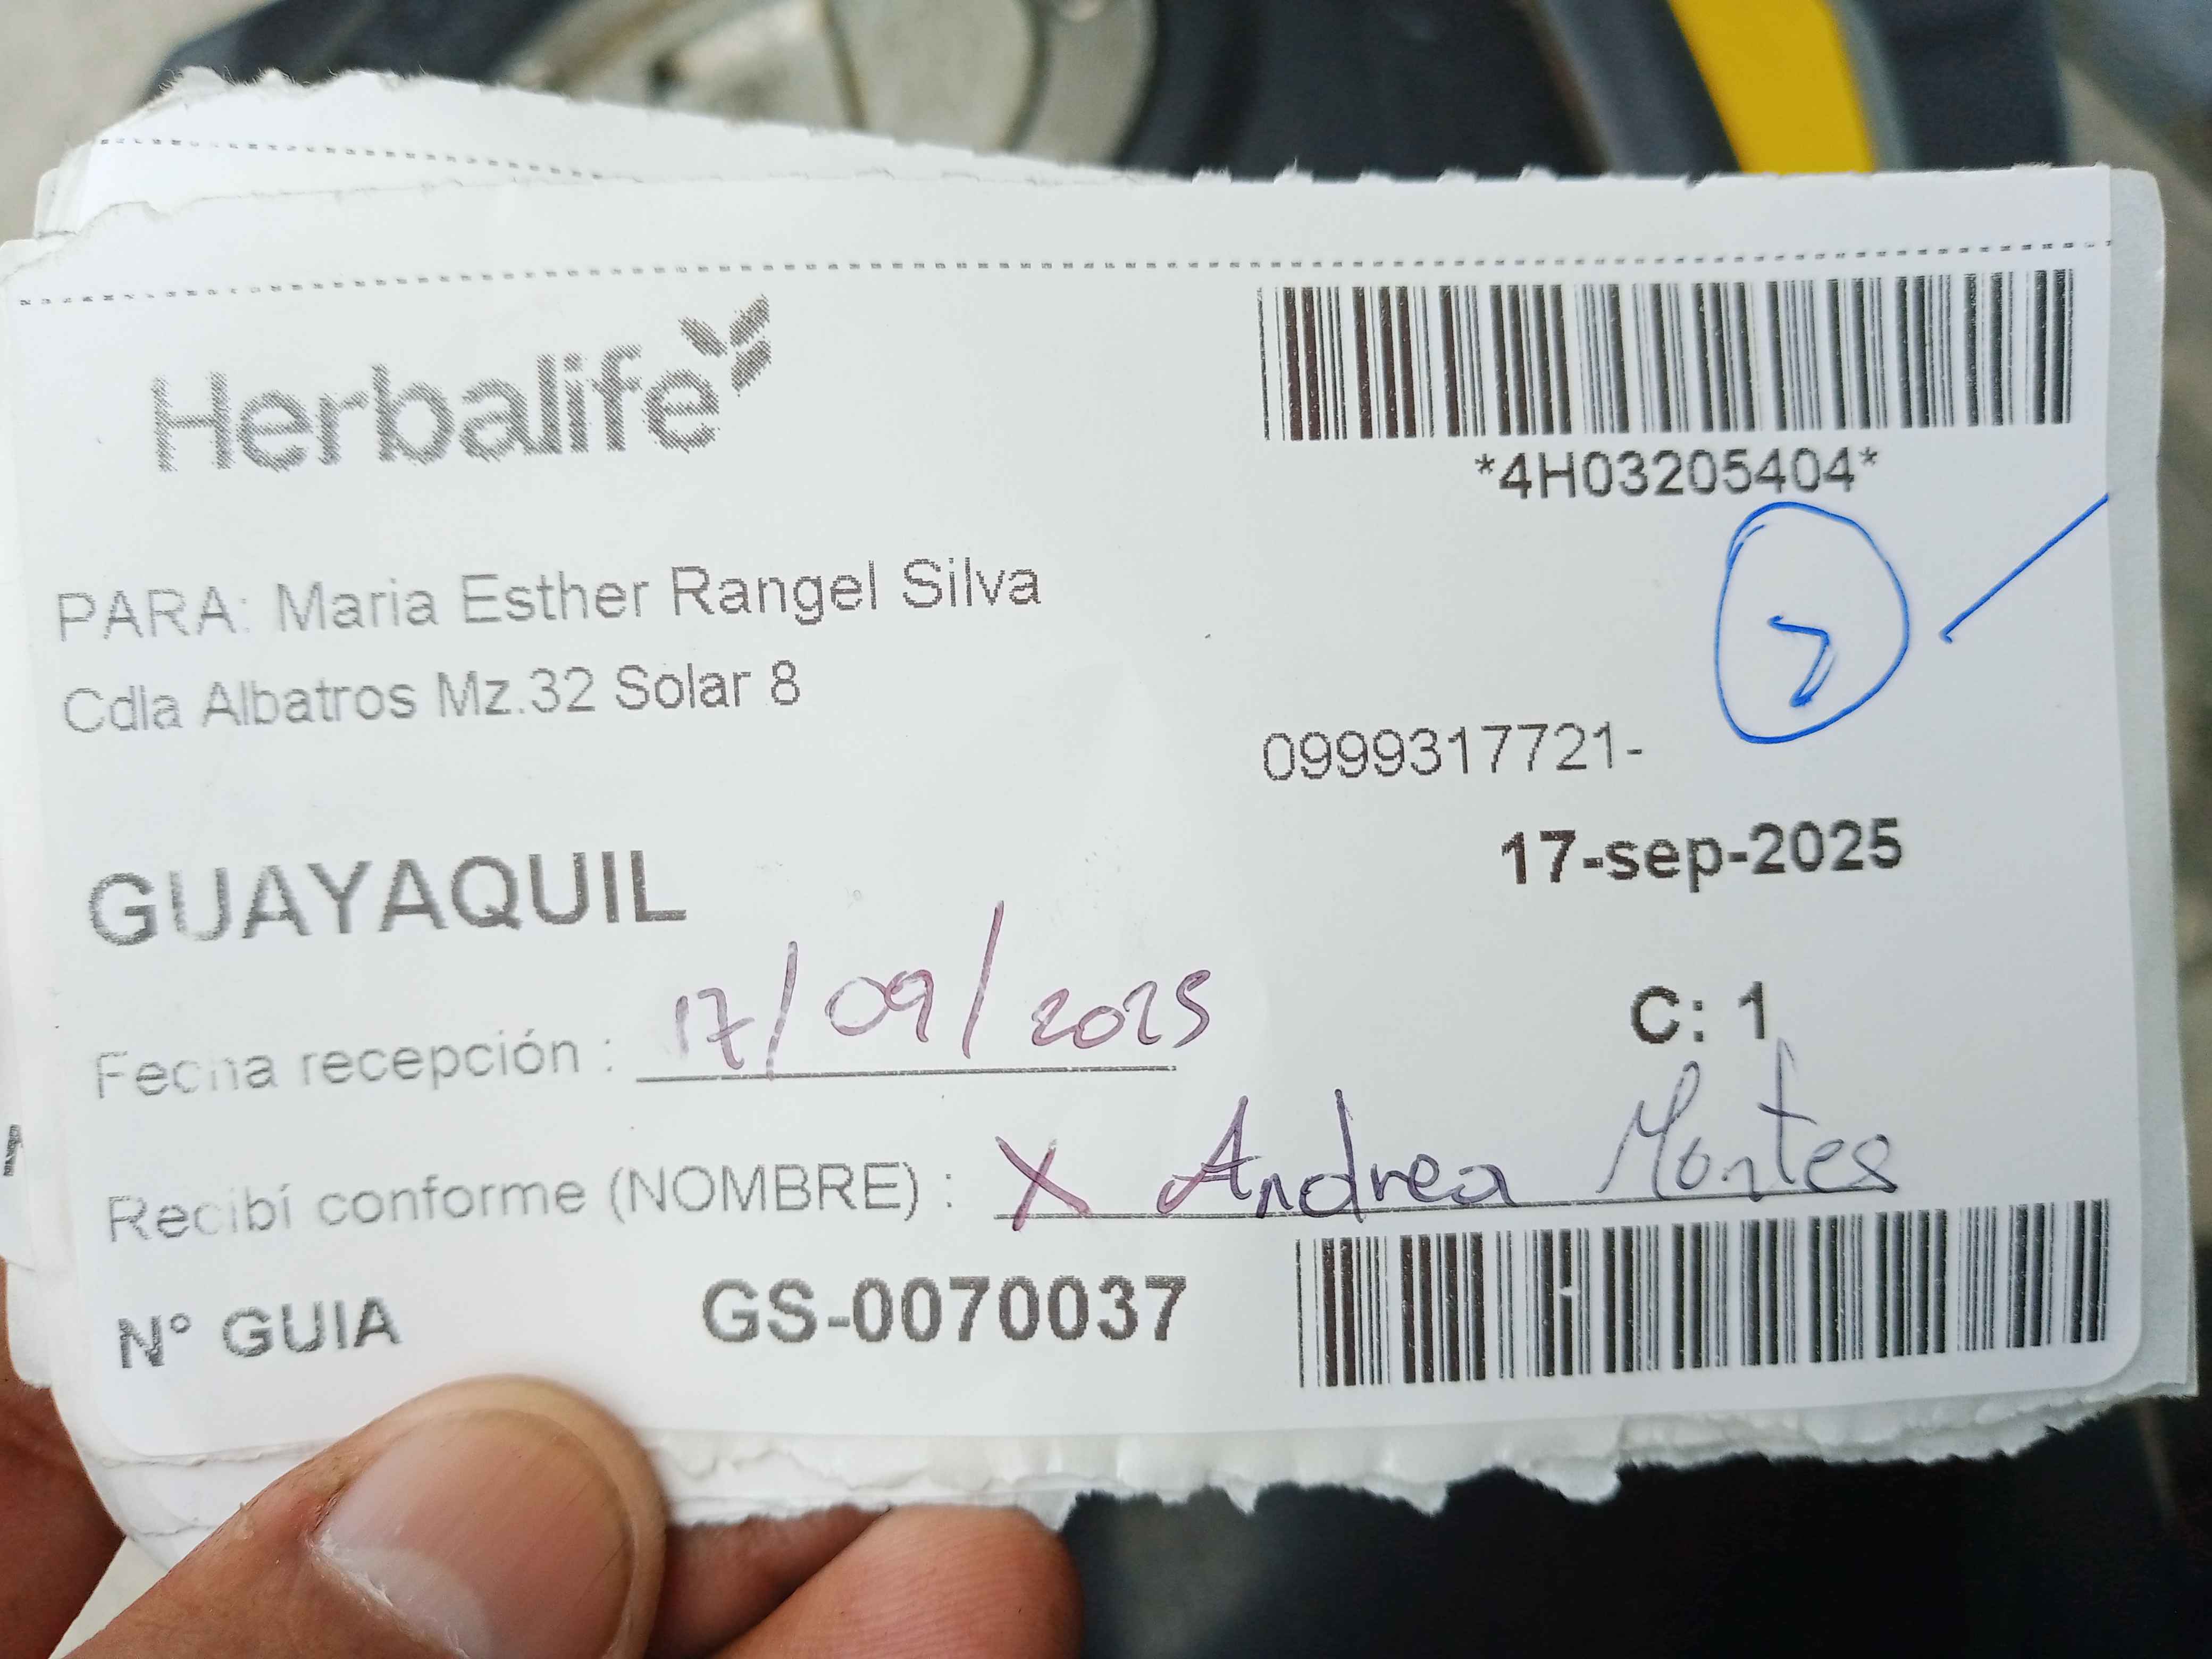 Herbalife
*4H03205404*
PARA: Maria Esther Rangel Silva
Cdla Albatros Mz.32 Solar 8
7
0999317721-
GUAYAQUIL
17-sep-2025
C: 1
Fecha recepción : 17/09/2025
Recibí conforme (NOMBRE) : X Andrea Montes
N° GUIA GS-0070037